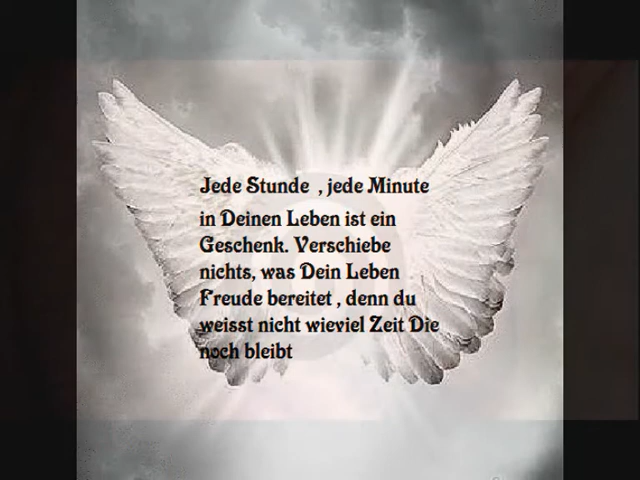 Jede Stunde , jede Minute
in Deinen Leben ist ein
Geschenk. Verschiebe
nichts, was Dein Leben
Freude bereitet , denn du
weisst nicht wieviel Zeit Die
noch bleibt